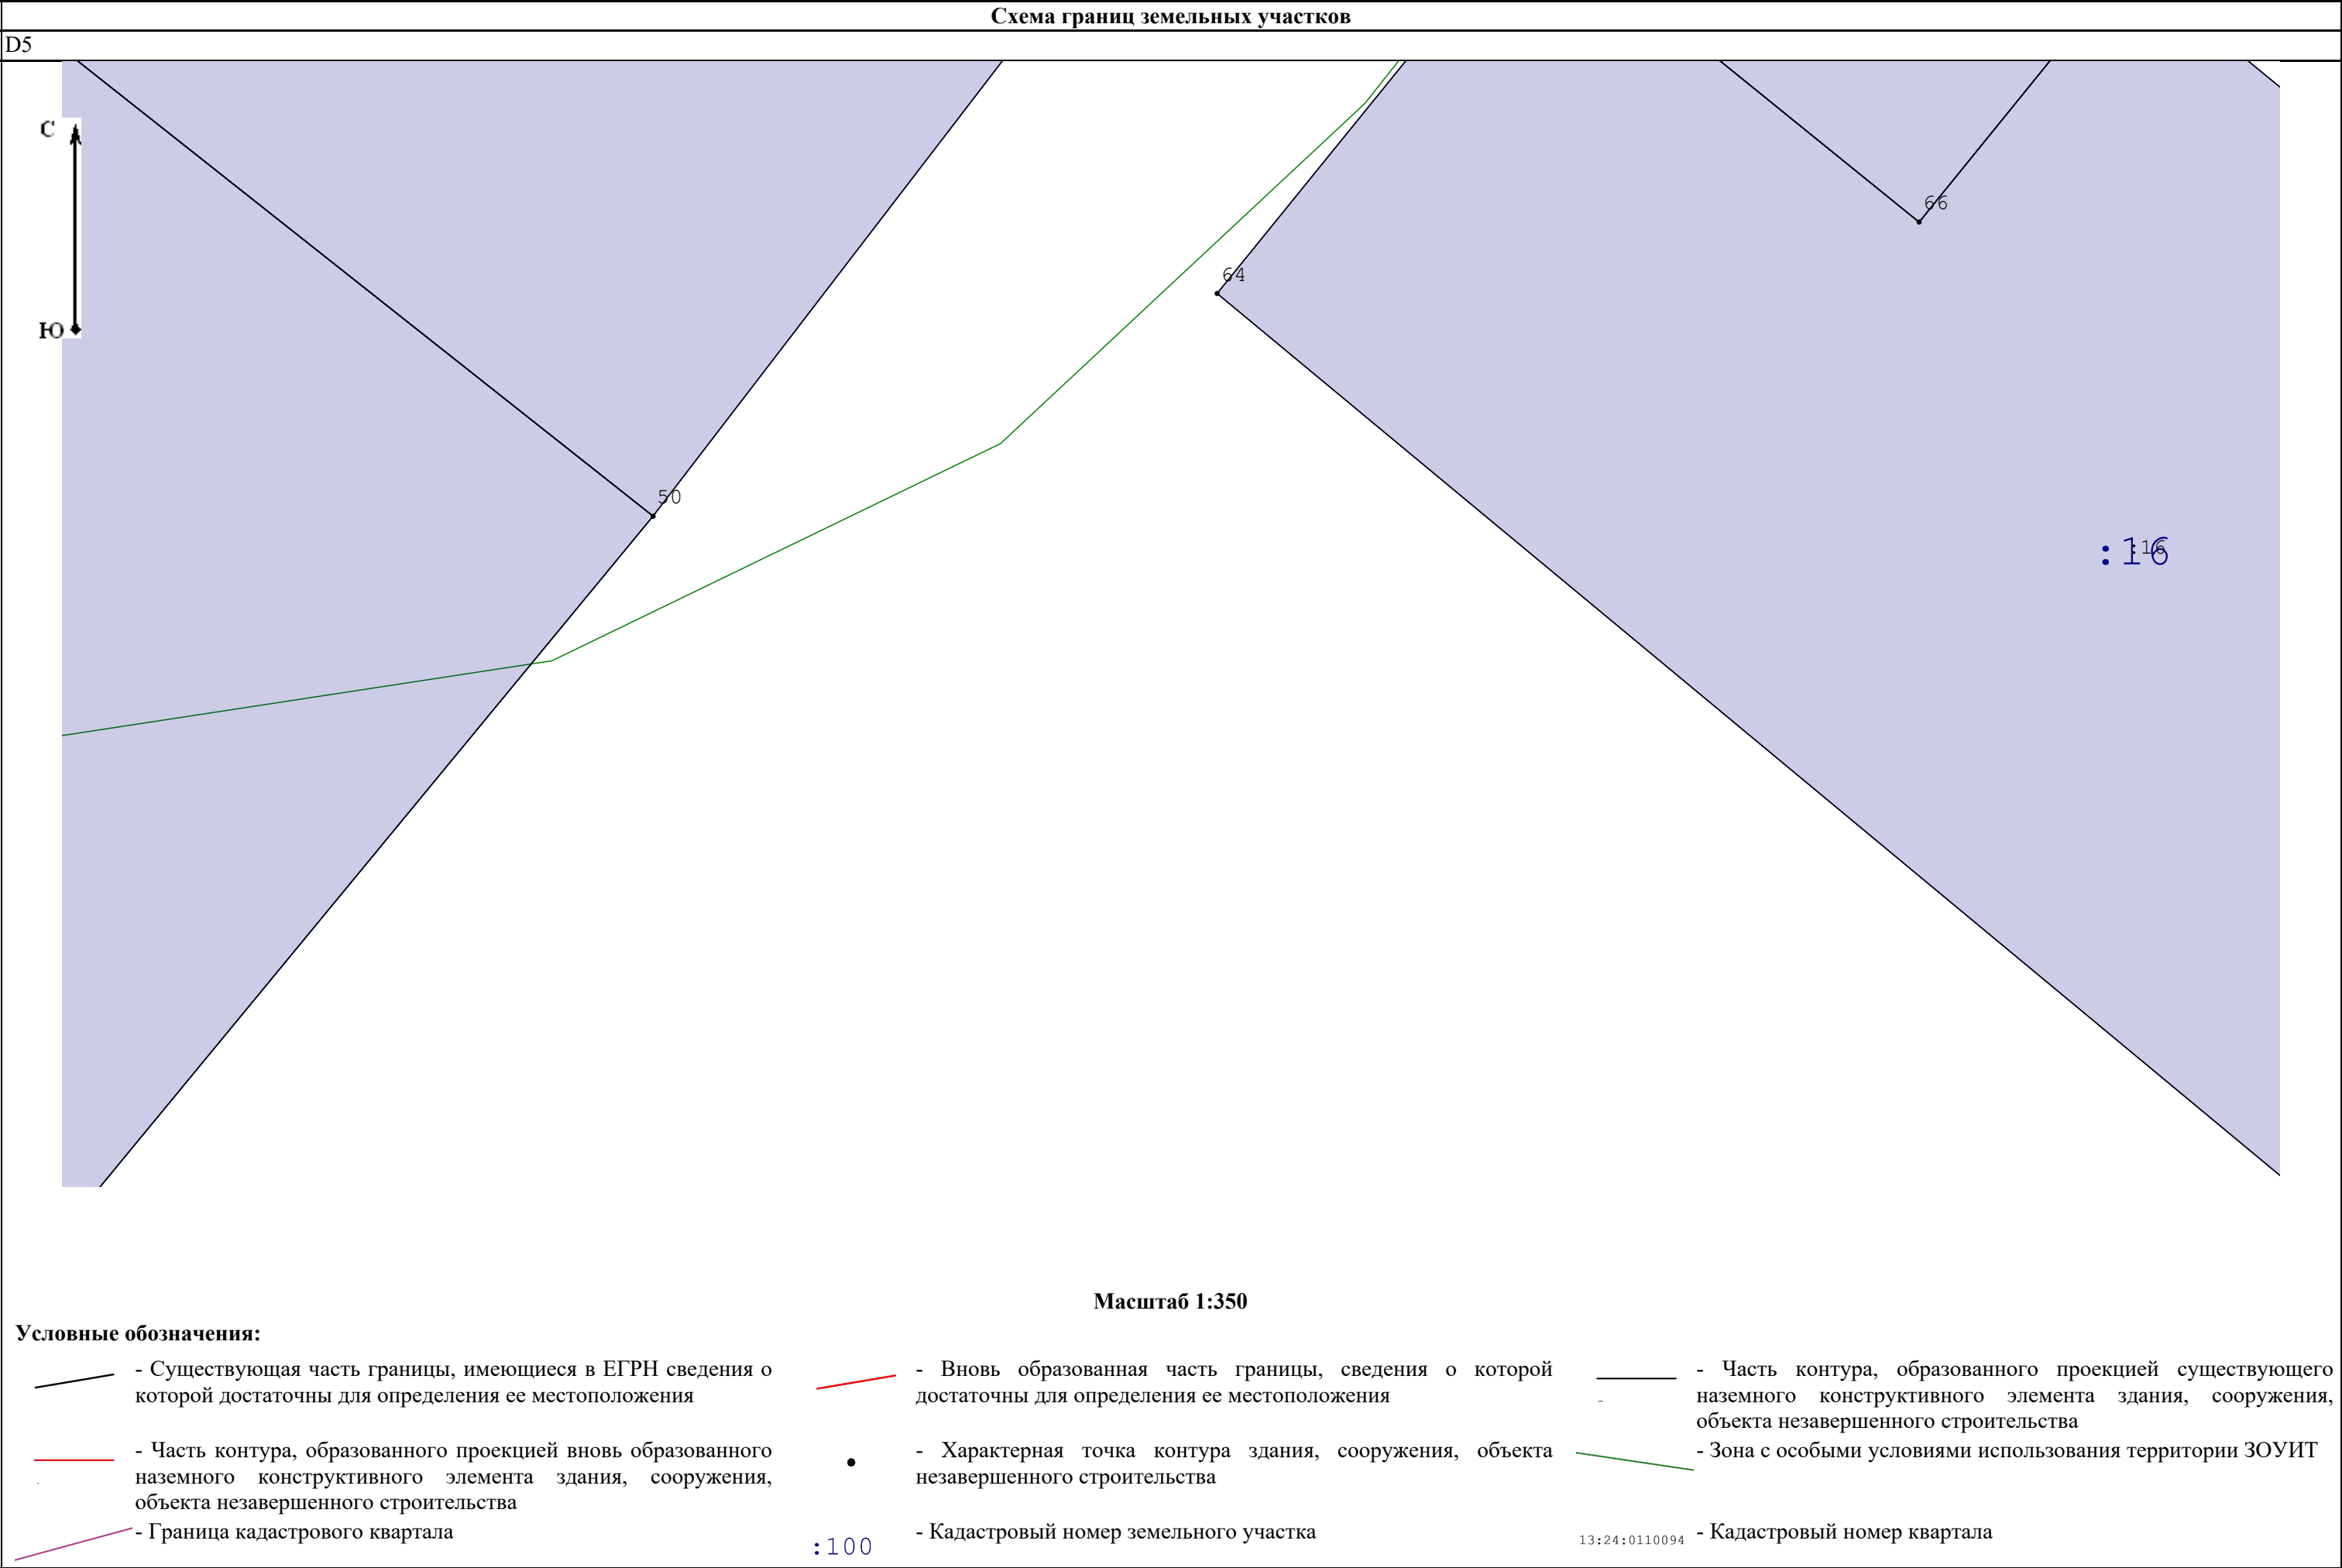 Схема границ земельных участков
D5
С
Ю
66
64
50
:16
:16
Масштаб 1:350
Условные обозначения:
- Существующая часть границы, имеющиеся в ЕГРН сведения о
которой достаточны для определения ее местоположения
- Вновь образованная часть границы, сведения о которой
достаточны для определения ее местоположения
- Часть контура, образованного проекцией существующего
наземного конструктивного элемента здания, сооружения,
объекта незавершенного строительства
- Часть контура, образованного проекцией вновь образованного
наземного конструктивного элемента здания, сооружения,
объекта незавершенного строительства
- Характерная точка контура здания, сооружения, объекта
незавершенного строительства
- Зона с особыми условиями использования территории ЗОУИТ
- Граница кадастрового квартала
:100
- Кадастровый номер земельного участка
13:24:0110094
- Кадастровый номер квартала